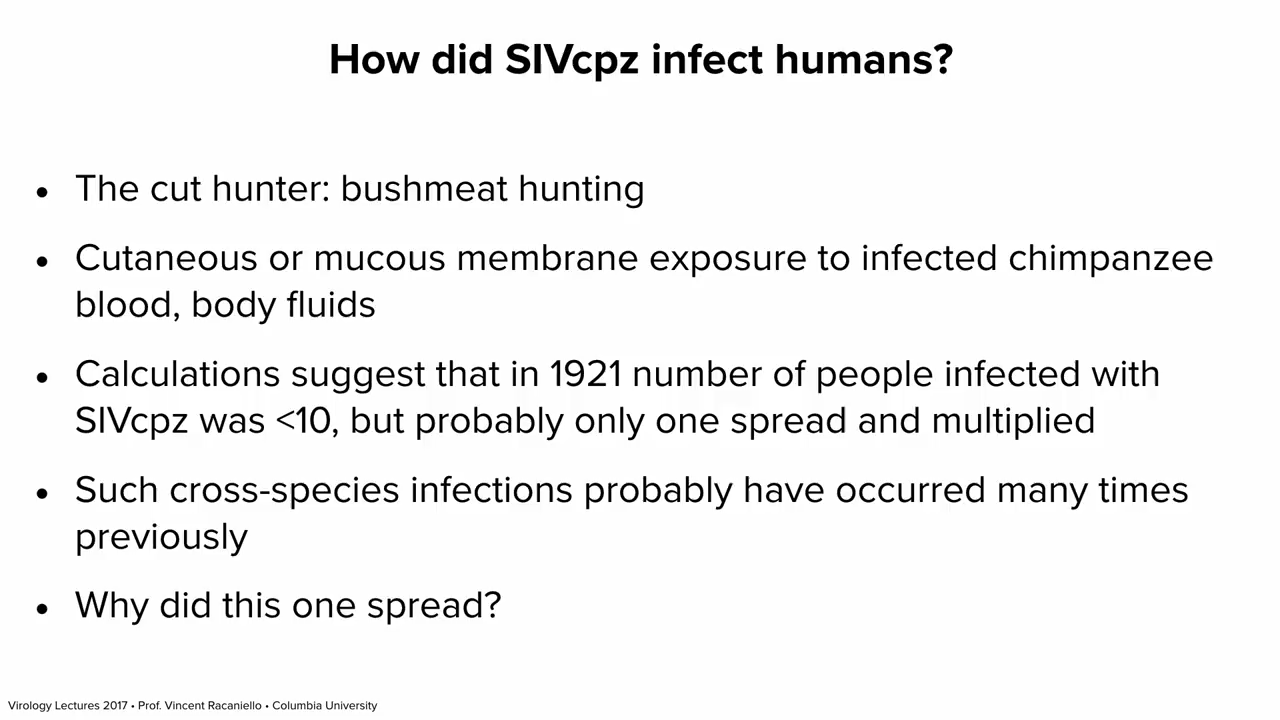 How did SIVcpz infect humans?
• The cut hunter: bushmeat hunting
• Cutaneous or mucous membrane exposure to infected chimpanzee
blood, body fluids
• Calculations suggest that in 1921 number of people infected with
SIVcpz was <10, but probably only one spread and multiplied
• Such cross-species infections probably have occurred many times
previously
• Why did this one spread?
Virology Lectures 2017 • Prof. Vincent Racaniello • Columbia University